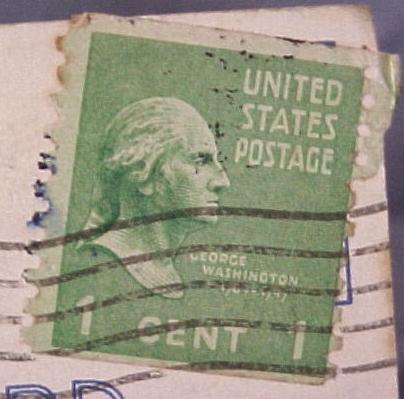 UNITED
STATES
POSTAGE
GEORGE
WASHINGTON
1 CENT 1